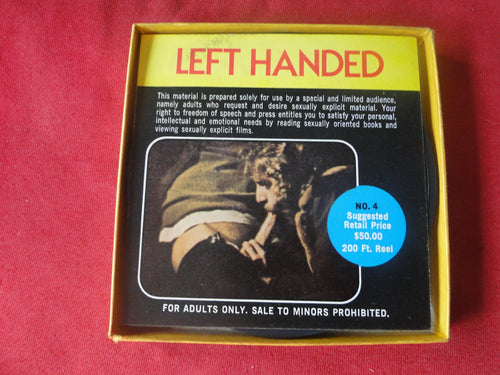 LEFT HANDED
This material is prepared solely for use by a special and limited audience,
namely adults who request and desire sexually explicit material. Your
right to freedom of speech and press entitles you to satisfy your personal,
intellectual and emotional needs by reading sexually oriented books and
viewing sexually explicit films.
NO. 4
Suggested
Retail Price
$50.00
200 Ft. Reel
FOR ADULTS ONLY. SALE TO MINORS PROHIBITED.